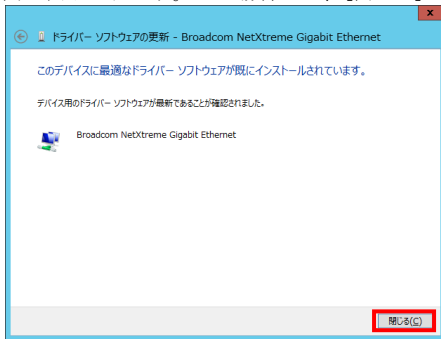 ドライバー ソフトウェアの更新 - Broadcom NetXtreme Gigabit Ethernet
このデバイスに最適なドライバー ソフトウェアが既にインストールされています。
デバイス用のドライバー ソフトウェアが最新であることが確認されました。
Broadcom NetXtreme Gigabit Ethernet
閉じる(C)